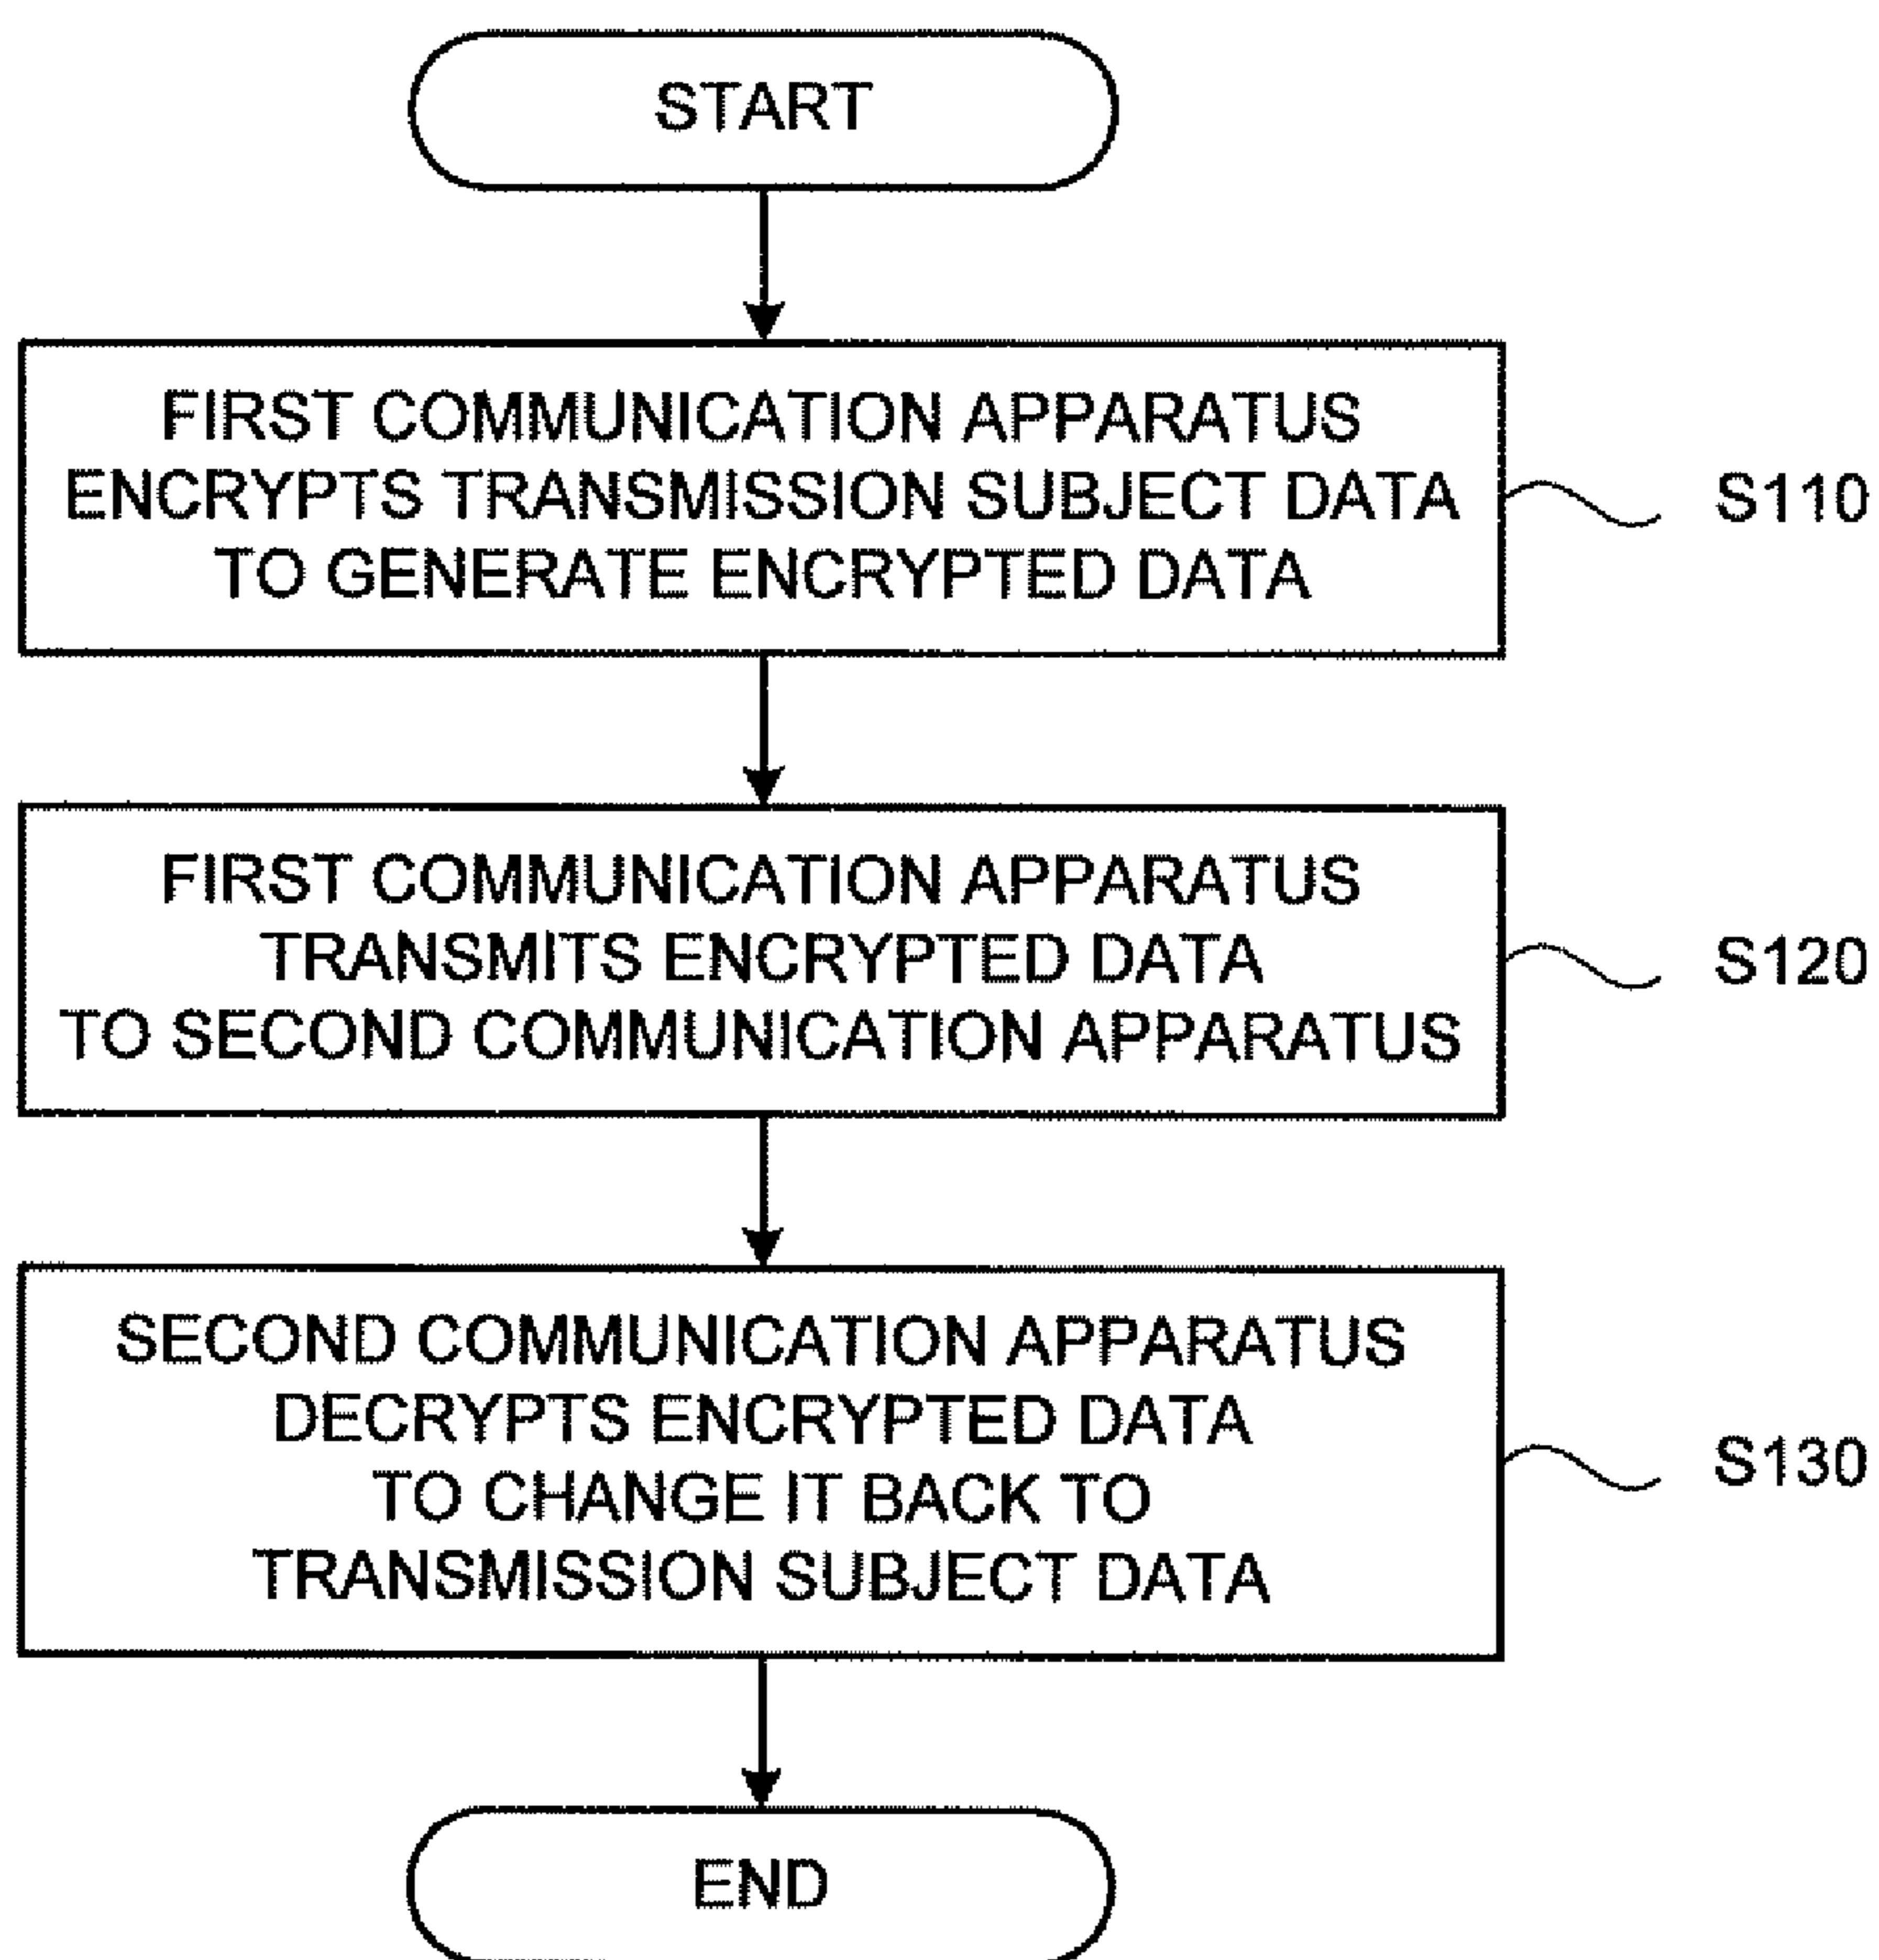 START
FIRST COMMUNICATION APPARATUS
ENCRYPTS TRANSMISSION SUBJECT DATA
TO GENERATE ENCRYPTED DATA
S110
FIRST COMMUNICATION APPARATUS
TRANSMITS ENCRYPTED DATA
TO SECOND COMMUNICATION APPARATUS
S120
SECOND COMMUNICATION APPARATUS
DECRYPTS ENCRYPTED DATA
TO CHANGE IT BACK TO
TRANSMISSION SUBJECT DATA
S130
END